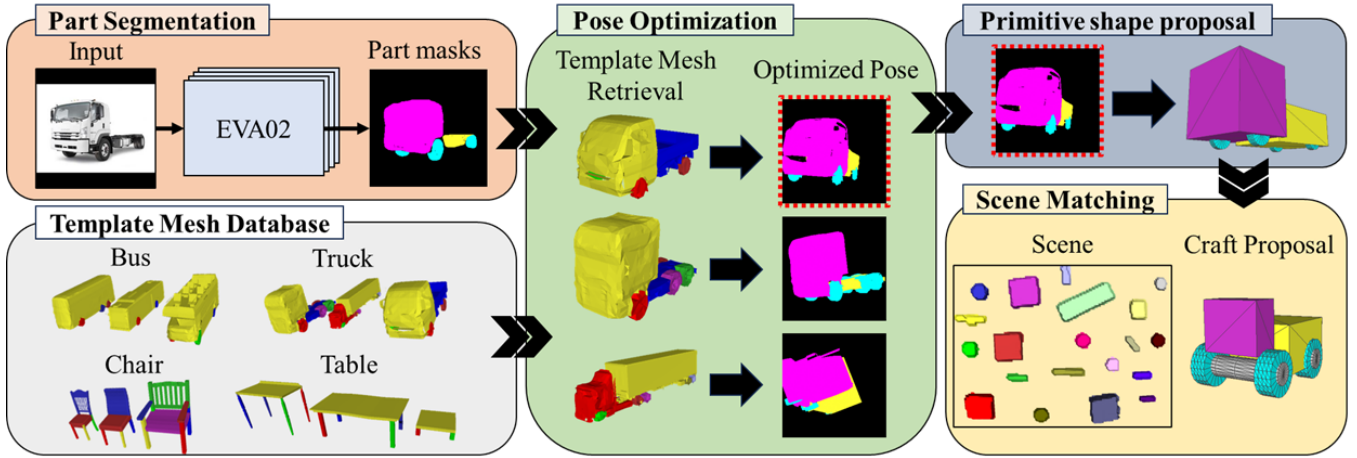 Part Segmentation
Input
Part masks
EVA02
Template Mesh Database
Bus
Truck
Chair
Table
Pose Optimization
Template Mesh
Retrieval
Optimized Pose
Primitive shape proposal
Scene Matching
Scene
Craft Proposal